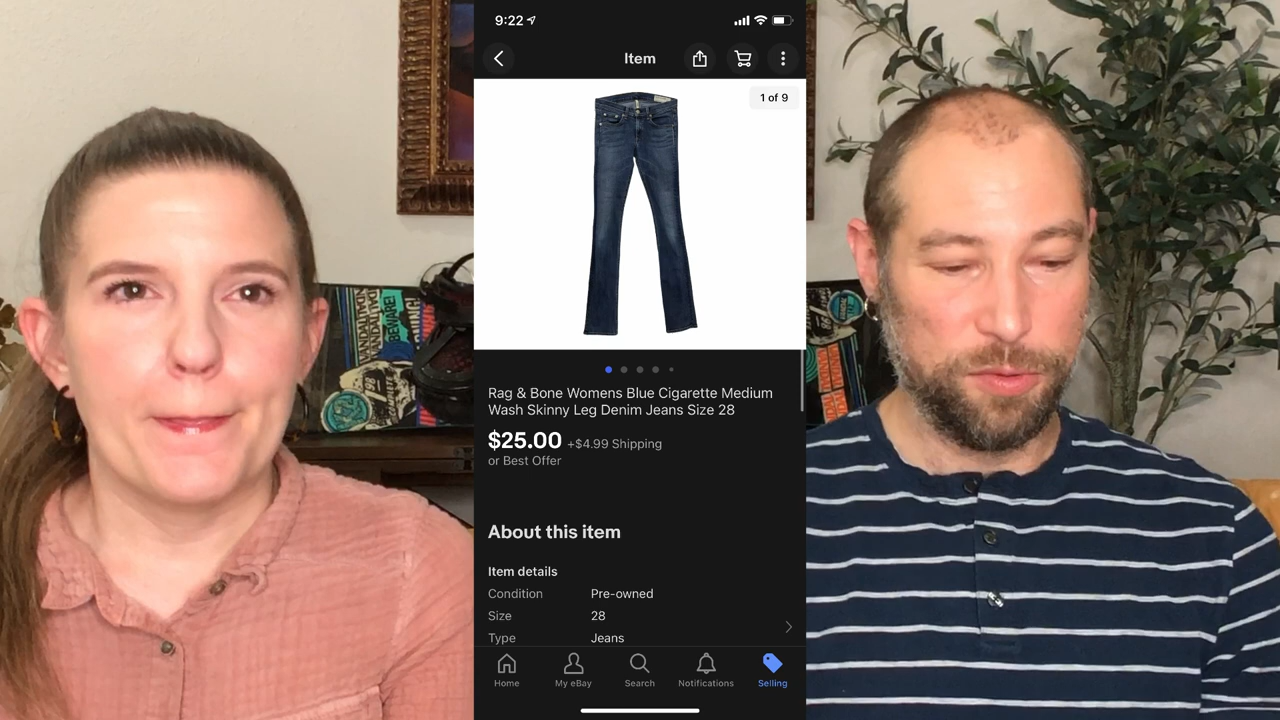 9:22
Item
1 of 9
Rag & Bone Womens Blue Cigarette Medium
Wash Skinny Leg Denim Jeans Size 28
$25.00 +$4.99 Shipping
or Best Offer
About this item
Item details
Condition Pre-owned
Size 28
Type Jeans
Home My eBay Search Notifications Selling
BEWARE!